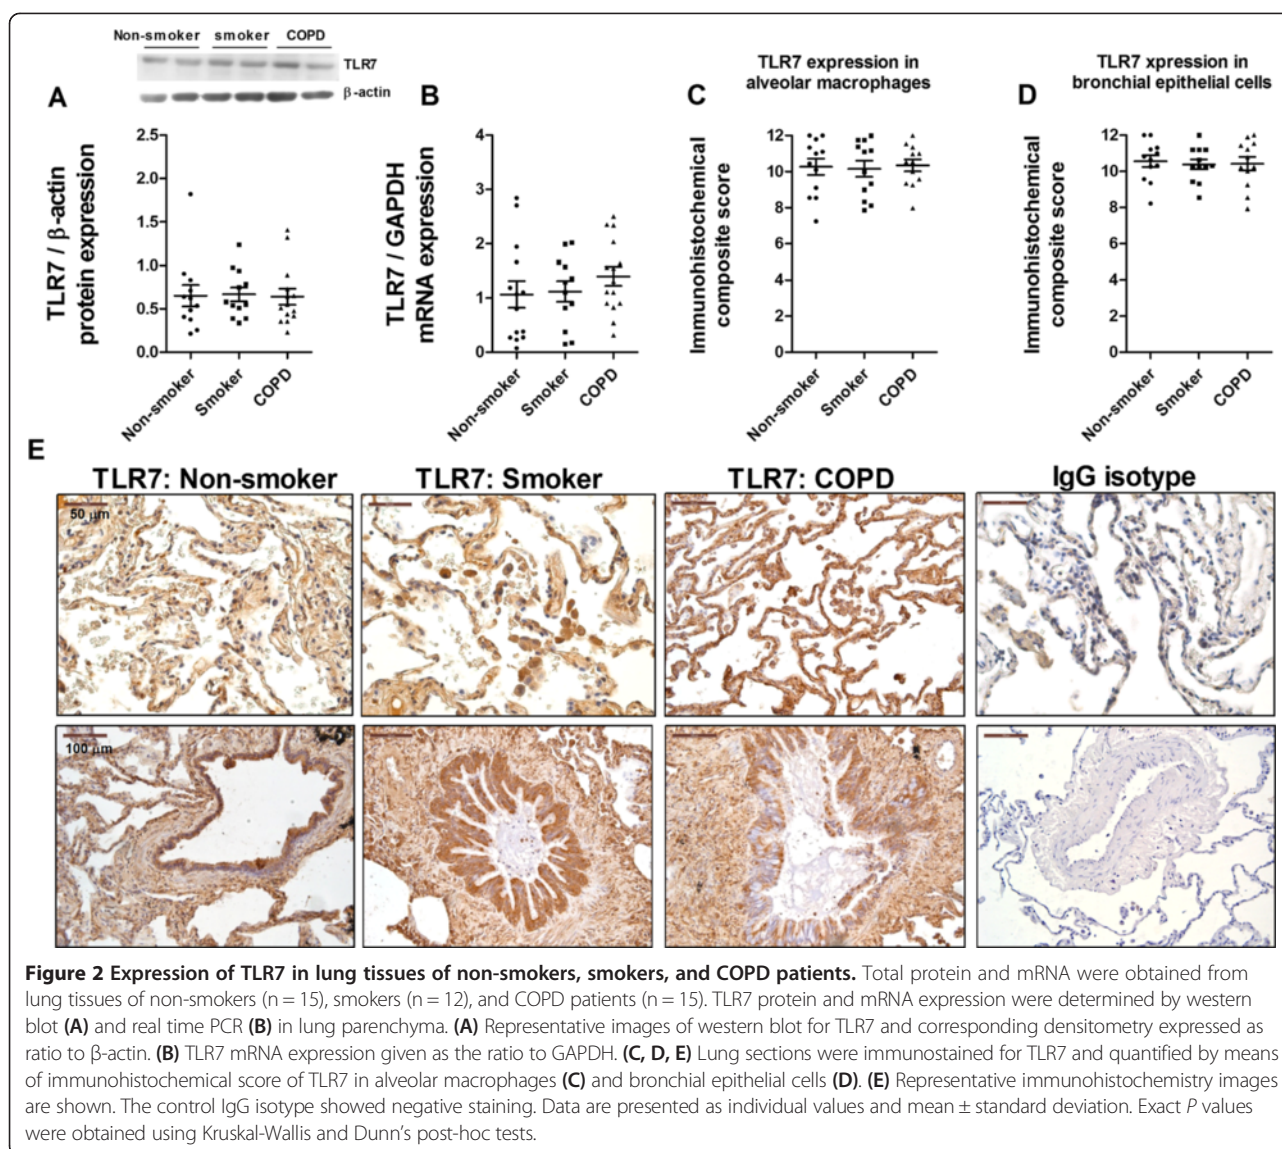 Non-smoker smoker COPD
TLR7
β-actin
A
TLR7 / β-actin
protein expression
2.5
2.0
1.5
1.0
0.5
0.0
Non-smoker
Smoker
COPD
B
TLR7 / GAPDH
mRNA expression
4
3
2
1
0
Non-smoker
Smoker
COPD
C
TLR7 expression in
alveolar macrophages
Immunohistochemical
composite score
12
10
8
6
4
2
0
Non-smoker
Smoker
COPD
D
TLR7 xpression in
bronchial epithelial cells
Immunohistochemical
composite score
12
10
8
6
4
2
0
Non-smoker
Smoker
COPD
E
TLR7: Non-smoker TLR7: Smoker TLR7: COPD IgG isotype
50 μm
100 μm
Figure 2 Expression of TLR7 in lung tissues of non-smokers, smokers, and COPD patients. Total protein and mRNA were obtained from
lung tissues of non-smokers (n = 15), smokers (n = 12), and COPD patients (n = 15). TLR7 protein and mRNA expression were determined by western
blot (A) and real time PCR (B) in lung parenchyma. (A) Representative images of western blot for TLR7 and corresponding densitometry expressed as
ratio to β-actin. (B) TLR7 mRNA expression given as the ratio to GAPDH. (C, D, E) Lung sections were immunostained for TLR7 and quantified by means
of immunohistochemical score of TLR7 in alveolar macrophages (C) and bronchial epithelial cells (D). (E) Representative immunohistochemistry images
are shown. The control IgG isotype showed negative staining. Data are presented as individual values and mean ± standard deviation. Exact P values
were obtained using Kruskal-Wallis and Dunn's post-hoc tests.